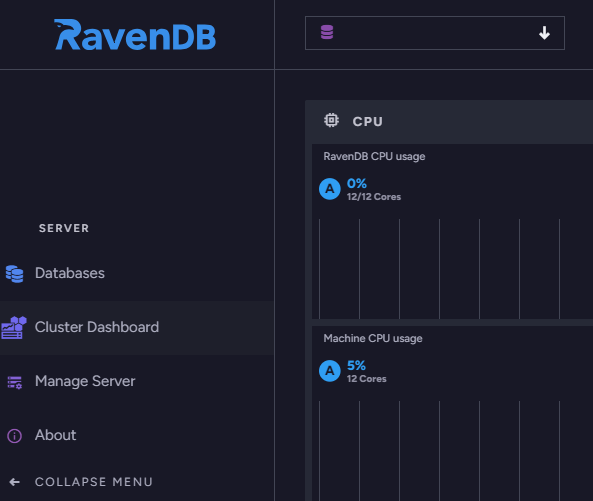 RavenDB
CPU
RavenDB CPU usage
A 0%
12/12 Cores
SERVER
Databases
Cluster Dashboard
Machine CPU usage
A 5%
12 Cores
Manage Server
About
COLLAPSE MENU